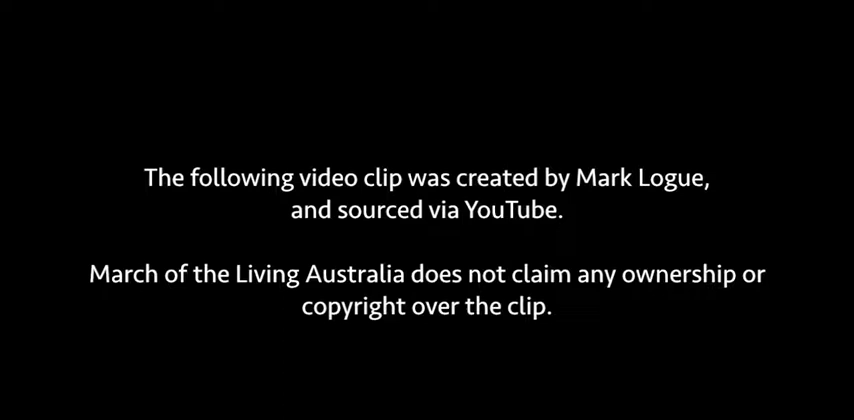 The following video clip was created by Mark Logue,
and sourced via YouTube.
March of the Living Australia does not claim any ownership or
copyright over the clip.